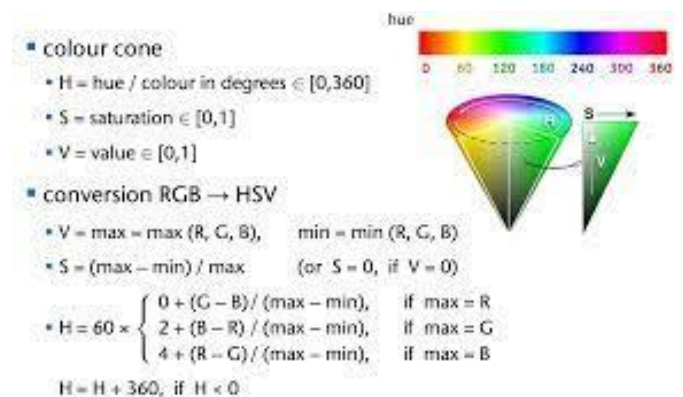 hue
0 60 120 180 240 300 360
▪ colour cone
▪ H = hue / colour in degrees ∈ [0,360]
▪ S = saturation ∈ [0,1]
▪ V = value ∈ [0,1]
H
S
V
▪ conversion RGB → HSV
▪ V = max = max (R, G, B), min = min (R, G, B)
▪ S = (max – min) / max (or S = 0, if V = 0)
▪ H = 60 × { 0 + (G – B) / (max – min), if max = R
2 + (B – R) / (max – min), if max = G
4 + (R – G) / (max – min), if max = B
H = H + 360, if H < 0